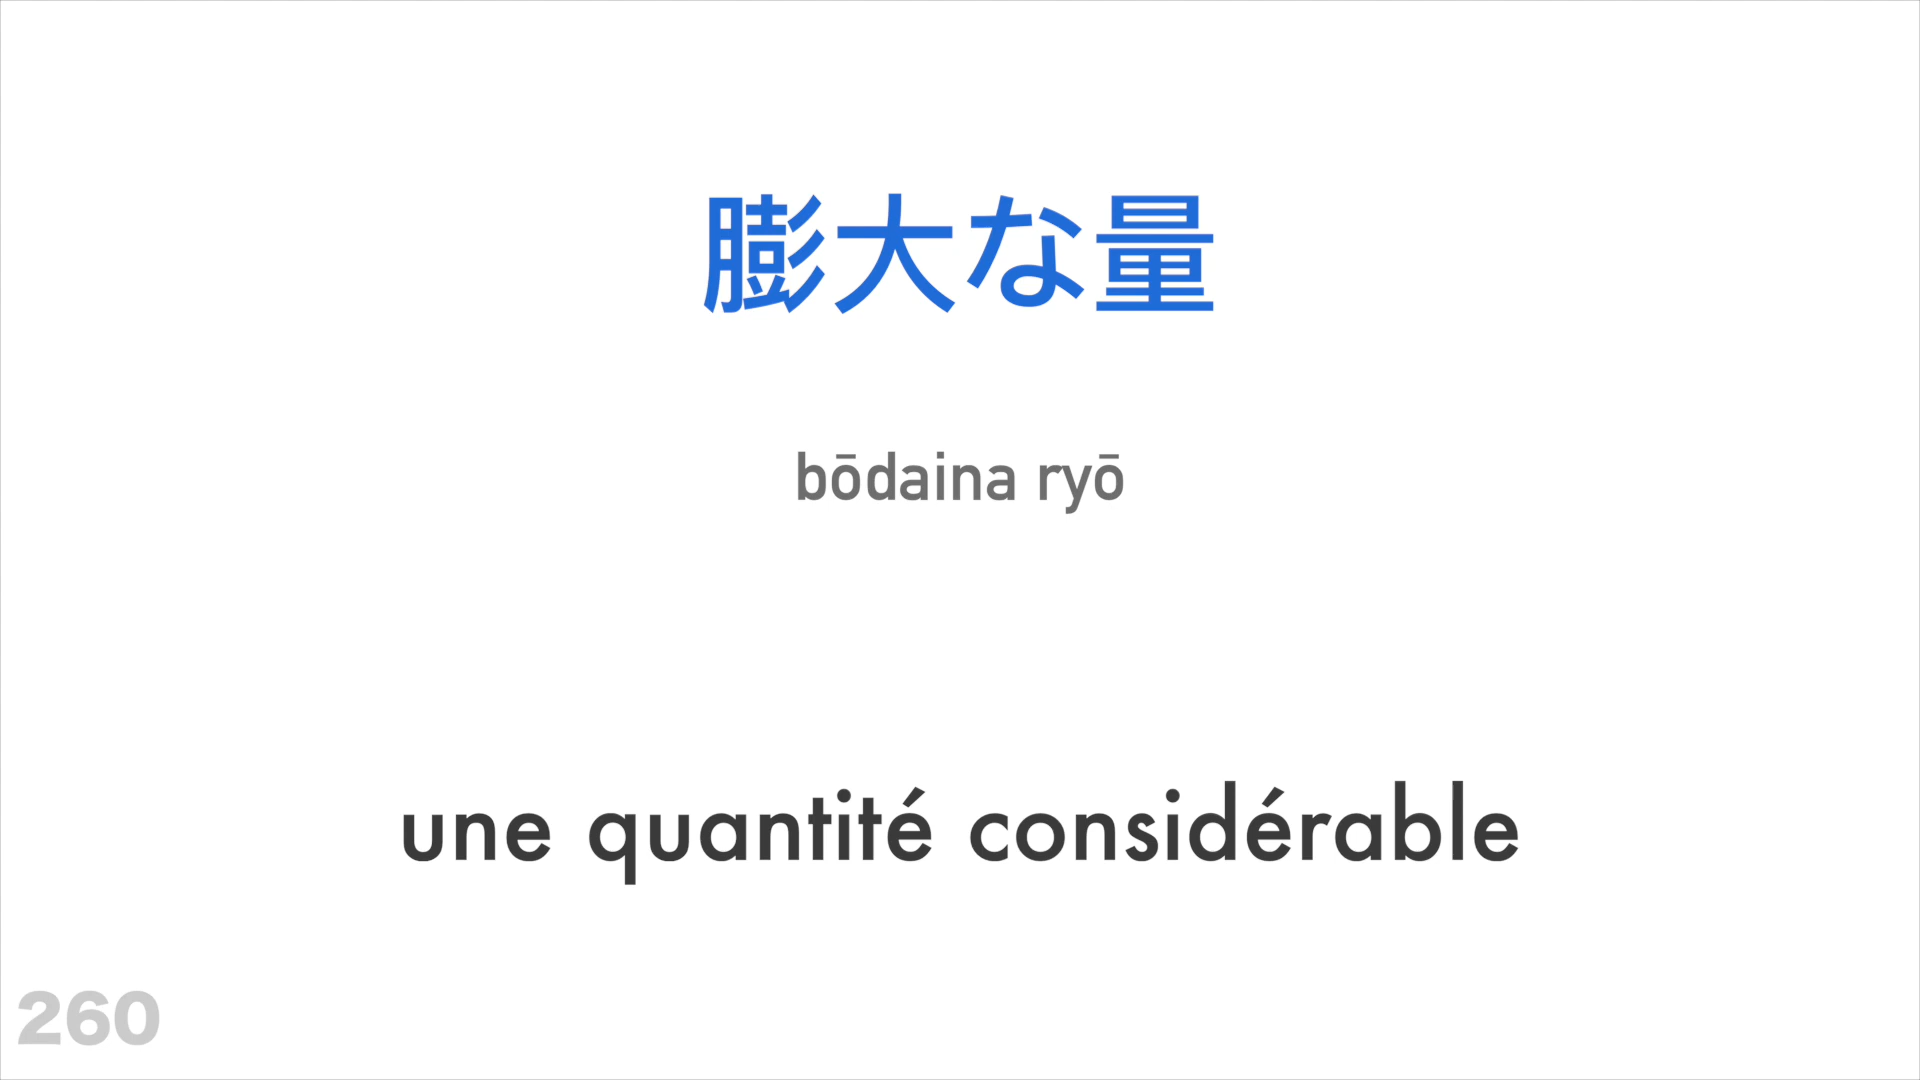 膨大な量
bōdaina ryō
une quantité considérable
260